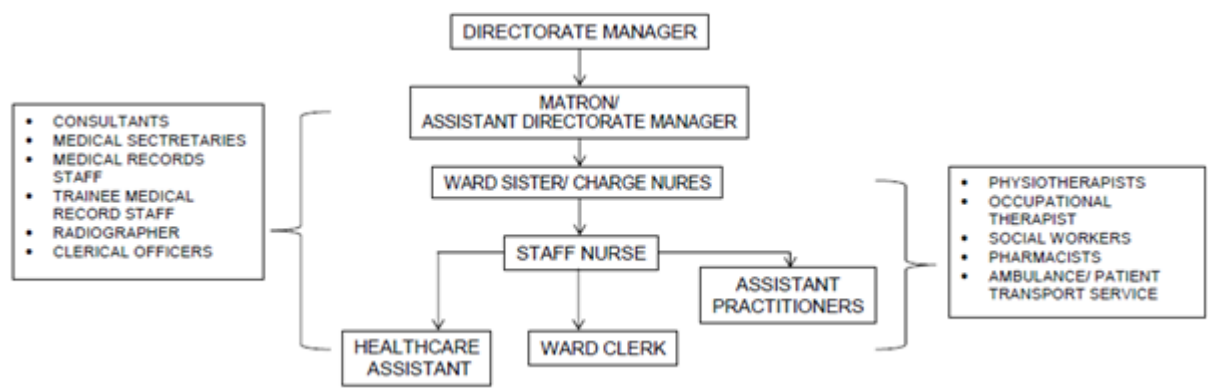 DIRECTORATE MANAGER
MATRON/
ASSISTANT DIRECTORATE MANAGER
WARD SISTER/ CHARGE NURES
STAFF NURSE
ASSISTANT
PRACTITIONERS
HEALTHCARE
ASSISTANT
WARD CLERK
• CONSULTANTS
• MEDICAL SECTRETARIES
• MEDICAL RECORDS
STAFF
• TRAINEE MEDICAL
RECORD STAFF
• RADIOGRAPHER
• CLERICAL OFFICERS
• PHYSIOTHERAPISTS
• OCCUPATIONAL
THERAPIST
• SOCIAL WORKERS
• PHARMACISTS
• AMBULANCE/ PATIENT
TRANSPORT SERVICE